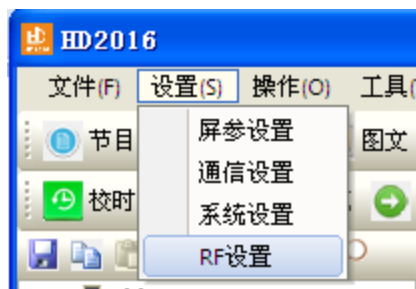 HD2016
文件(F) 设置(S) 操作(O) 工具(
节目 屏参设置 图文
通信设置
校时 系统设置
RF设置